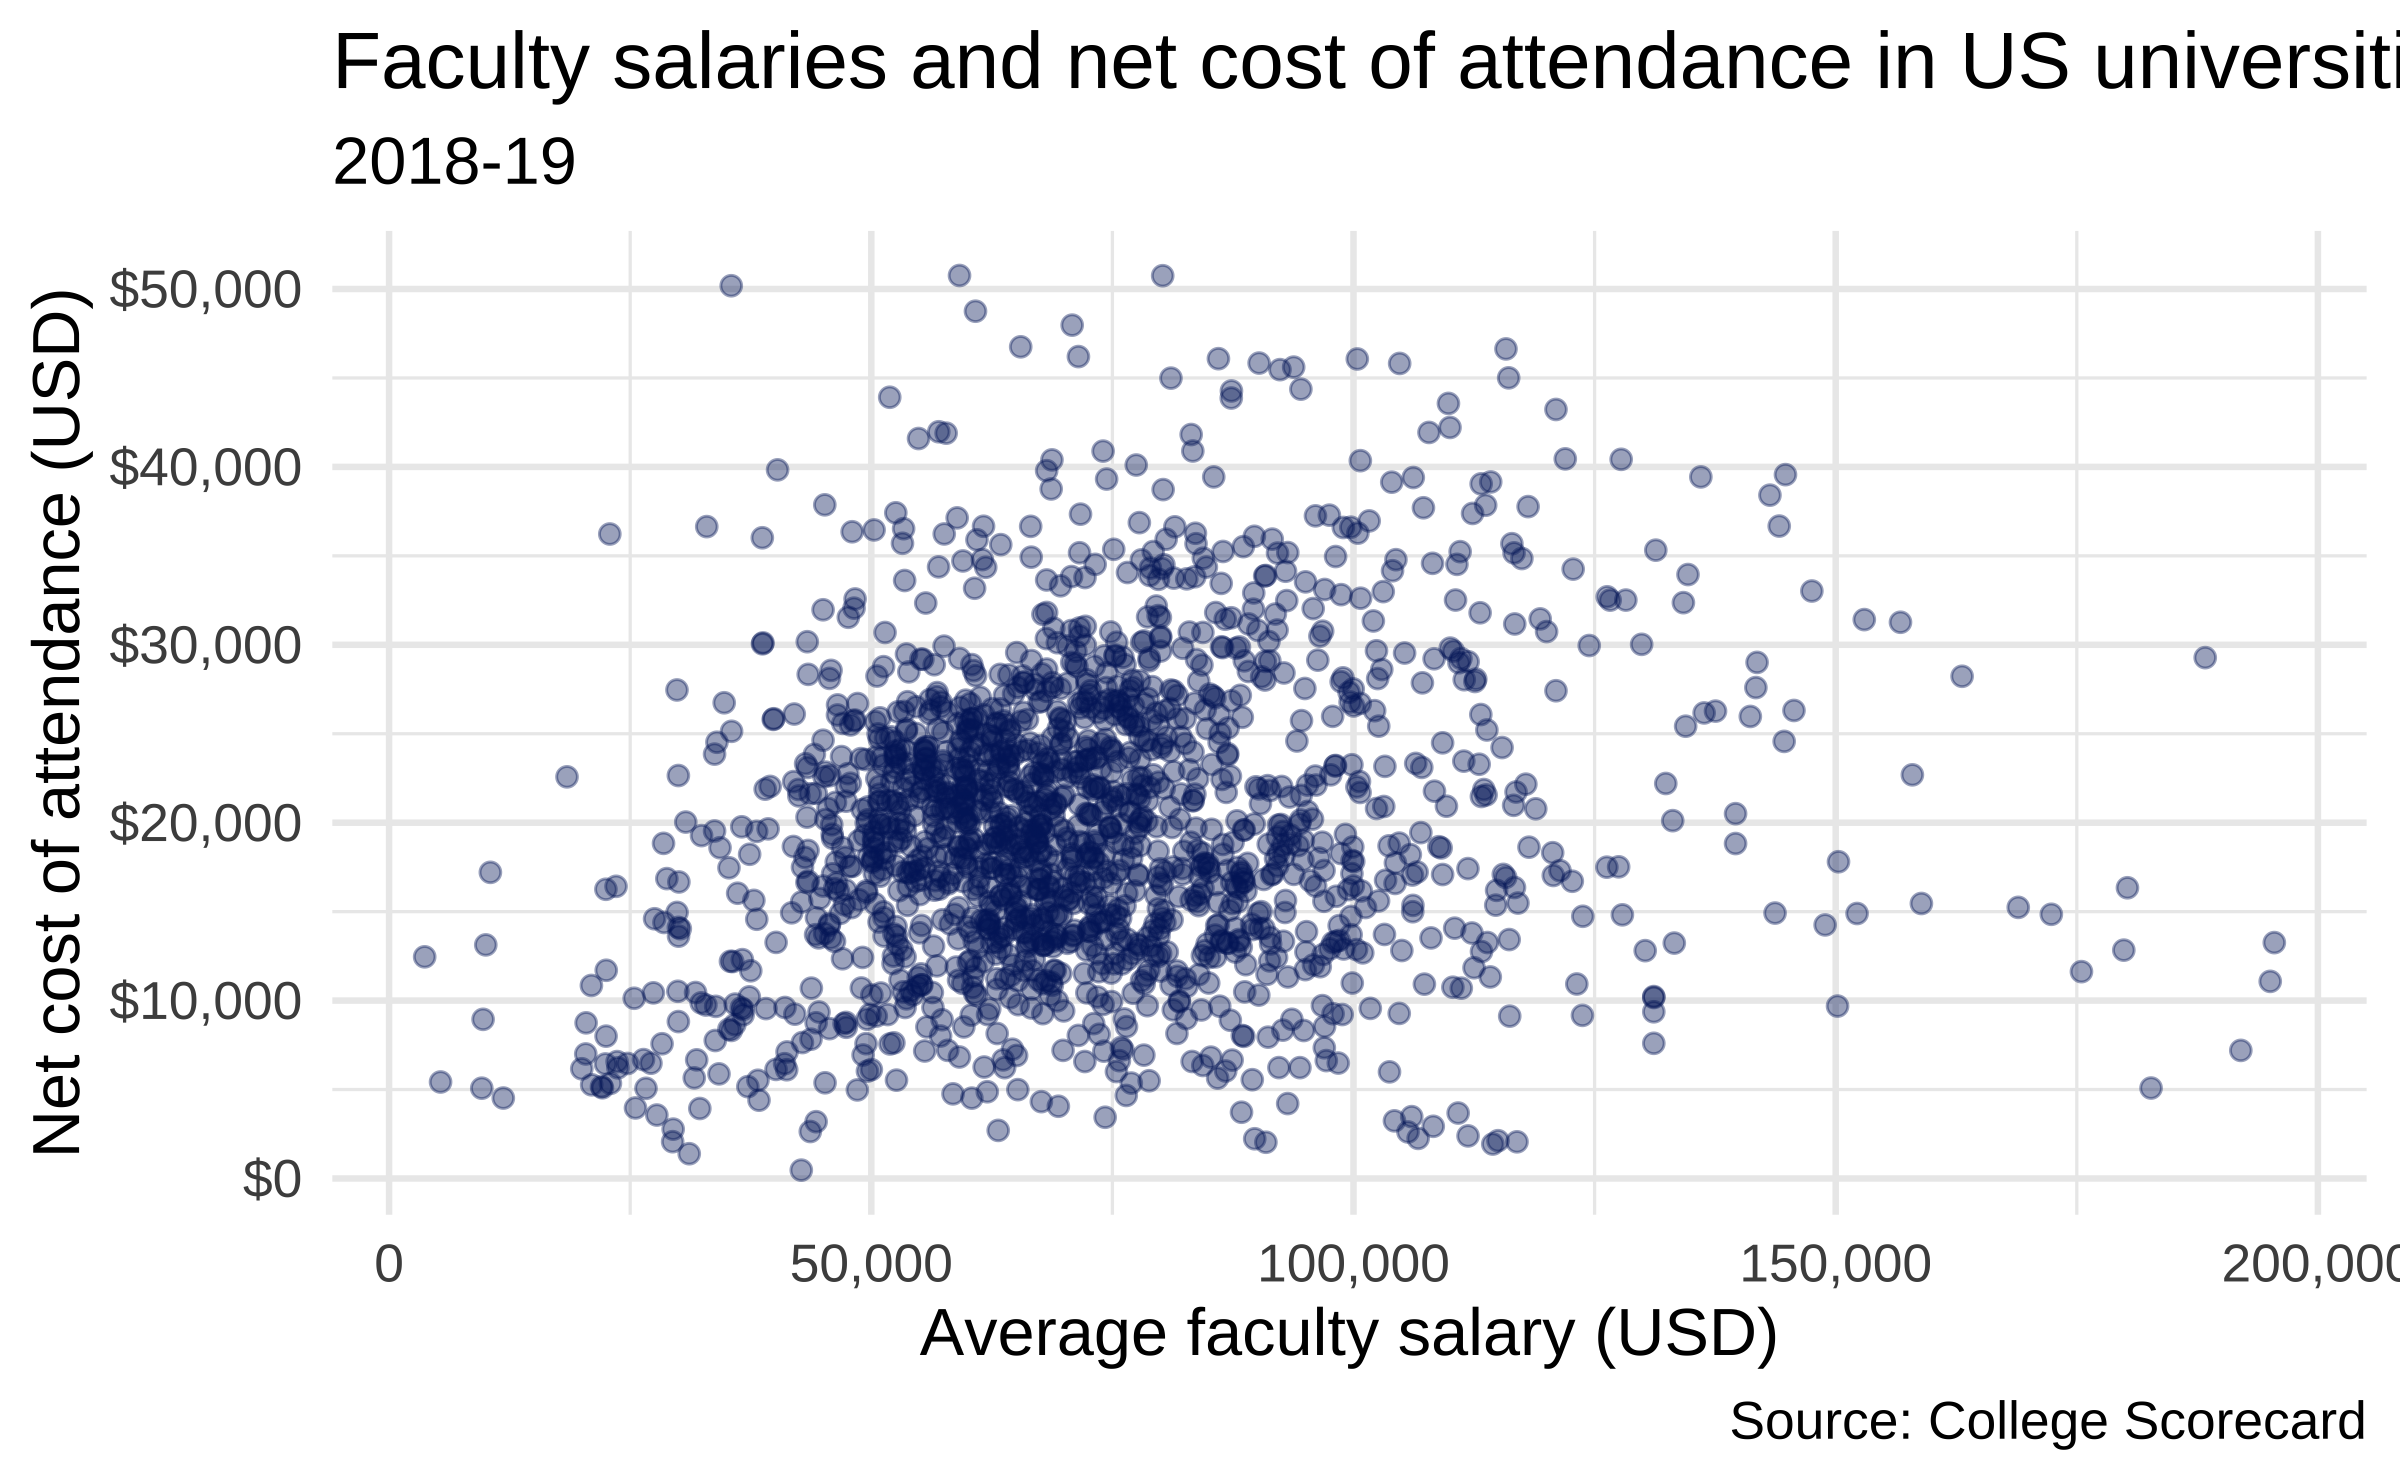 Faculty salaries and net cost of attendance in US universiti
2018-19
Net cost of attendance (USD)
$50,000
$40,000
$30,000
$20,000
$10,000
$0
0 50,000 100,000 150,000 200,000
Average faculty salary (USD)
Source: College Scorecard